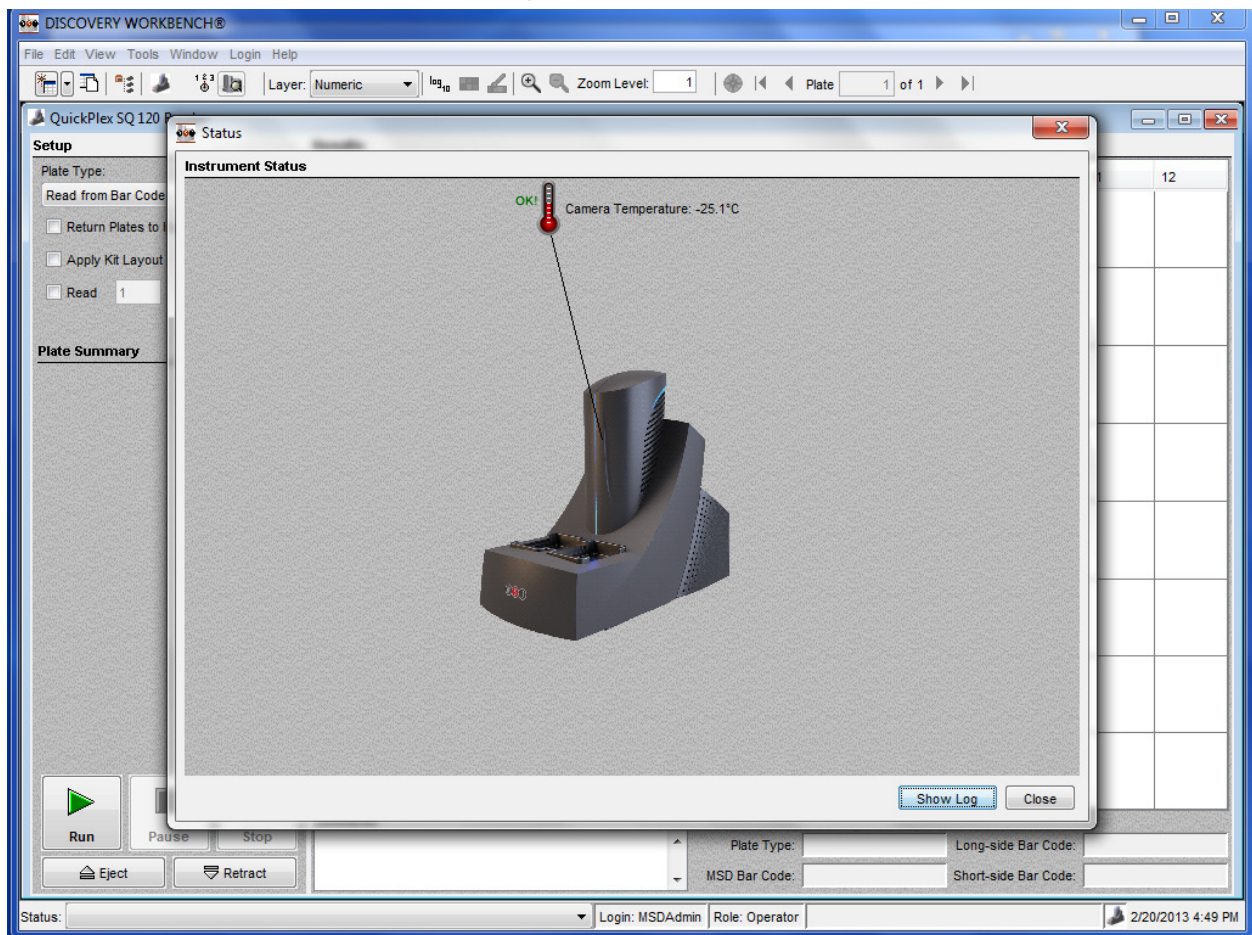 DISCOVERY WORKBENCH®
File Edit View Tools Window Login Help
1 2 3 Layer: Numeric log10 Zoom Level: 1 Plate 1 of 1
QuickPlex SQ 120
Status
Setup
Instrument Status
Plate Type:
12
Read from Bar Code
OK!
Camera Temperature: -25.1°C
Return Plates to
Apply Kit Layout
Read 1
Plate Summary
Show Log Close
Run Pause Stop
Plate Type: Long-side Bar Code:
Eject Retract MSD Bar Code: Short-side Bar Code:
Status: Login: MSDAdmin Role: Operator 2/20/2013 4:49 PM